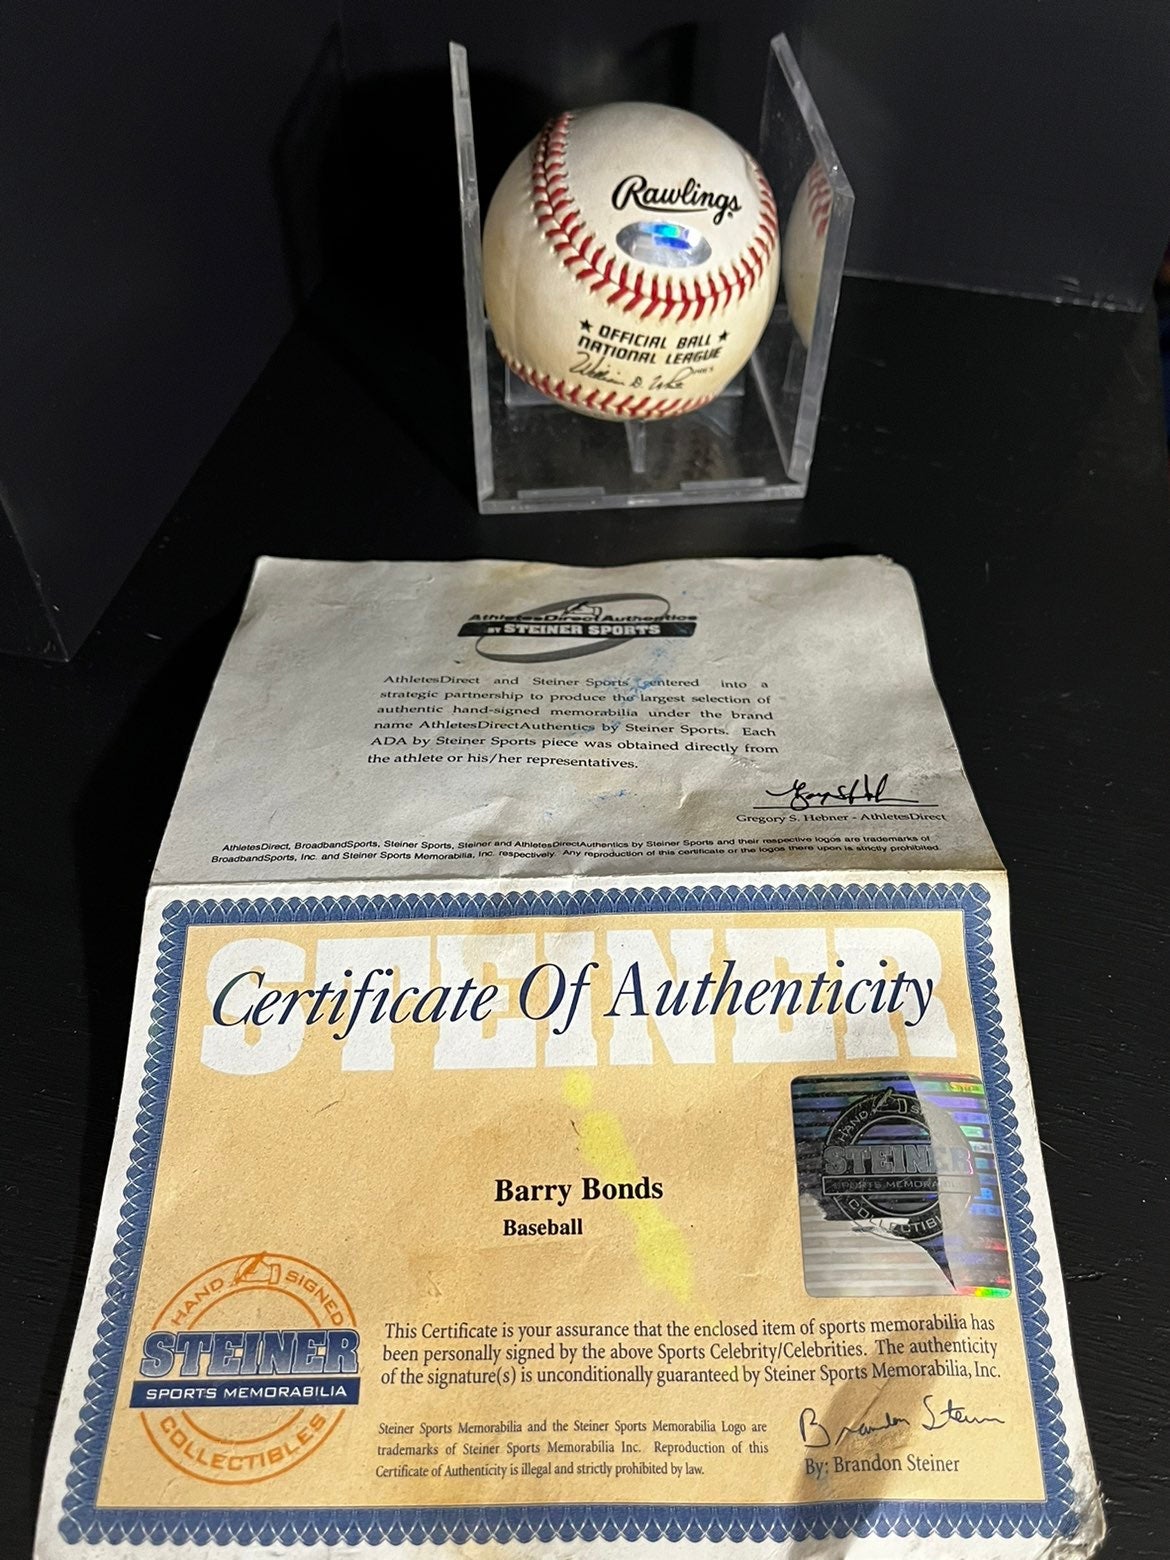 Rawlings
★ OFFICIAL BALL ★
NATIONAL LEAGUE
William D. White
AthletesDirectAuthentics
BY STEINER SPORTS
AthletesDirect and Steiner Sports entered into a
strategic partnership to produce the largest selection of
authentic hand-signed memorabilia under the brand
name AthletesDirectAuthentics by Steiner Sports. Each
ADA by Steiner Sports piece was obtained directly from
the athlete or his/her representatives.
Gregory S. Hebner - AthletesDirect
AthletesDirect, BroadbandSports, Steiner Sports, Steiner and AthletesDirectAuthentics by Steiner Sports and their respective logos are trademarks of
BroadbandSports, Inc. and Steiner Sports Memorabilia, Inc. respectively. Any reproduction of this certificate or the logos there upon is strictly prohibited.
STEINER
Certificate Of Authenticity
HAND
STEINER
SPORTS MEMORABILIA
Barry Bonds
Baseball
HAND SIGNED
STEINER
SPORTS MEMORABILIA
COLLECTIBLES
This Certificate is your assurance that the enclosed item of sports memorabilia has
been personally signed by the above Sports Celebrity/Celebrities. The authenticity
of the signature(s) is unconditionally guaranteed by Steiner Sports Memorabilia, Inc.
Steiner Sports Memorabilia and the Steiner Sports Memorabilia Logo are
trademarks of Steiner Sports Memorabilia Inc. Reproduction of this
Certificate of Authenticity is illegal and strictly prohibited by law.
Brandon Steiner
By: Brandon Steiner